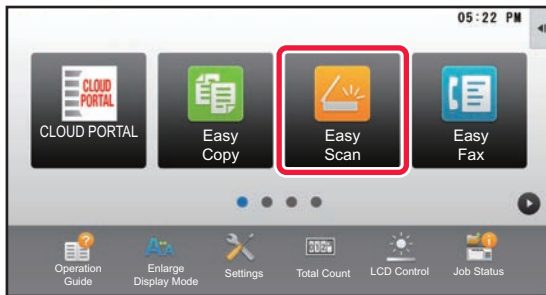 05:22 PM
CLOUD
PORTAL
CLOUD PORTAL
Easy
Copy
Easy
Scan
Easy
Fax
Operation
Guide
Enlarge
Display Mode
Settings
Total Count
LCD Control
Job Status